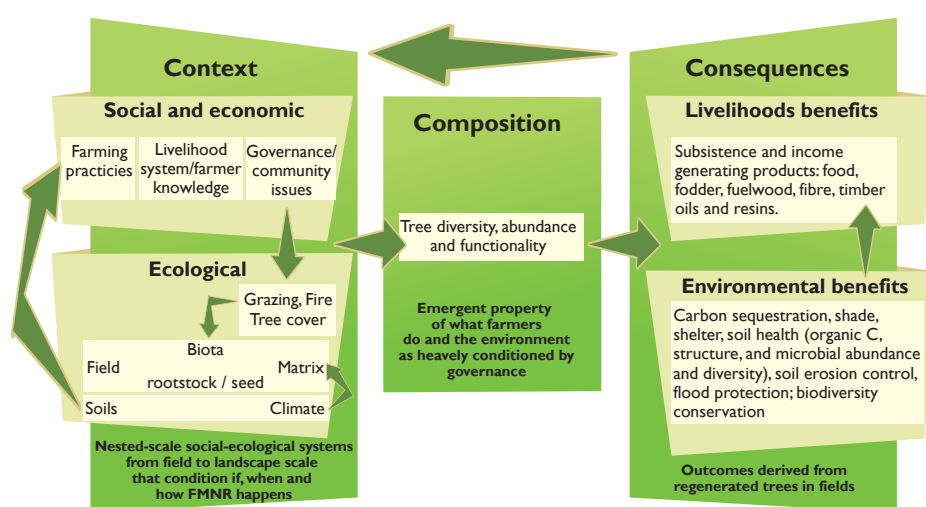 Context
Social and economic
Farming
practicies
Livelihood
system/farmer
knowledge
Governance/
community
issues
Ecological
Grazing, Fire
Tree cover
Biota
Field
Matrix
rootstock / seed
Soils
Climate
Nested-scale social-ecological systems
from field to landscape scale
that condition if, when and
how FMNR happens
Composition
Tree diversity, abundance
and functionality
Emergent property
of what farmers
do and the environment
as heavely conditioned by
governance
Consequences
Livelihoods benefits
Subsistence and income
generating products: food,
fodder, fuelwood, fibre, timber
oils and resins.
Environmental benefits
Carbon sequestration, shade,
shelter, soil health (organic C,
structure, and microbial abundance
and diversity), soil erosion control,
flood protection; biodiversity
conservation
Outcomes derived from
regenerated trees in fields